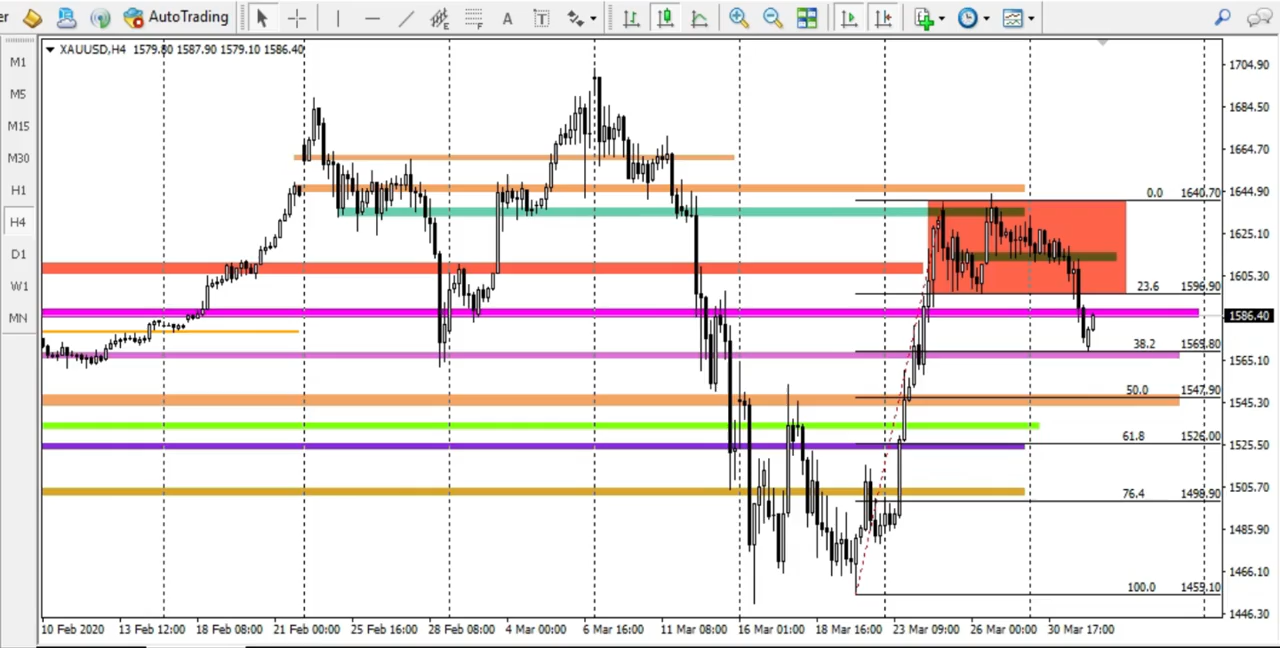 er
AutoTrading
E
F
A
T
M1
M5
M15
M30
H1
H4
D1
W1
MN
XAUUSD,H4 1579.80 1587.90 1579.10 1586.40
1704.90
1684.50
1664.70
1644.90
1625.10
1605.30
1586.40
1565.10
1545.30
1525.50
1505.70
1485.90
1466.10
1446.30
0.0 1640.70
23.6 1596.90
38.2 1569.80
50.0 1547.90
61.8 1526.00
76.4 1498.90
100.0
10 Feb 2020 13 Feb 12:00 18 Feb 08:00 21 Feb 00:00 25 Feb 16:00 28 Feb 08:00 4 Mar 00:00 6 Mar 16:00 11 Mar 08:00 16 Mar 01:00 18 Mar 16:00 23 Mar 09:00 26 Mar 00:00 30 Mar 17:00